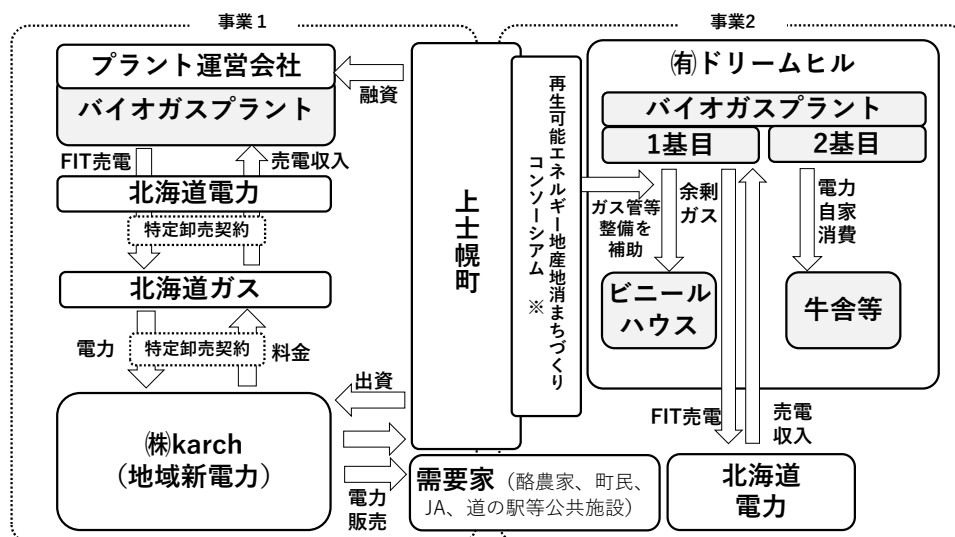 事業1
事業2
プラント運営会社
バイオガスプラント
融資
FIT売電
売電収入
北海道電力
特定卸売契約
北海道ガス
電力
特定卸売契約
料金
出資
㈱karch
（地域新電力）
電力
販売
上士幌町
再生可能エネルギー地産地消まちづくり
コンソーシアム ※
需要家（酪農家、町民、
JA、道の駅等公共施設）
㈲ドリームヒル
バイオガスプラント
1基目
2基目
ガス管等
整備を
補助
余剰
ガス
電力
自家
消費
ビニール
ハウス
牛舎等
FIT売電
売電
収入
北海道
電力